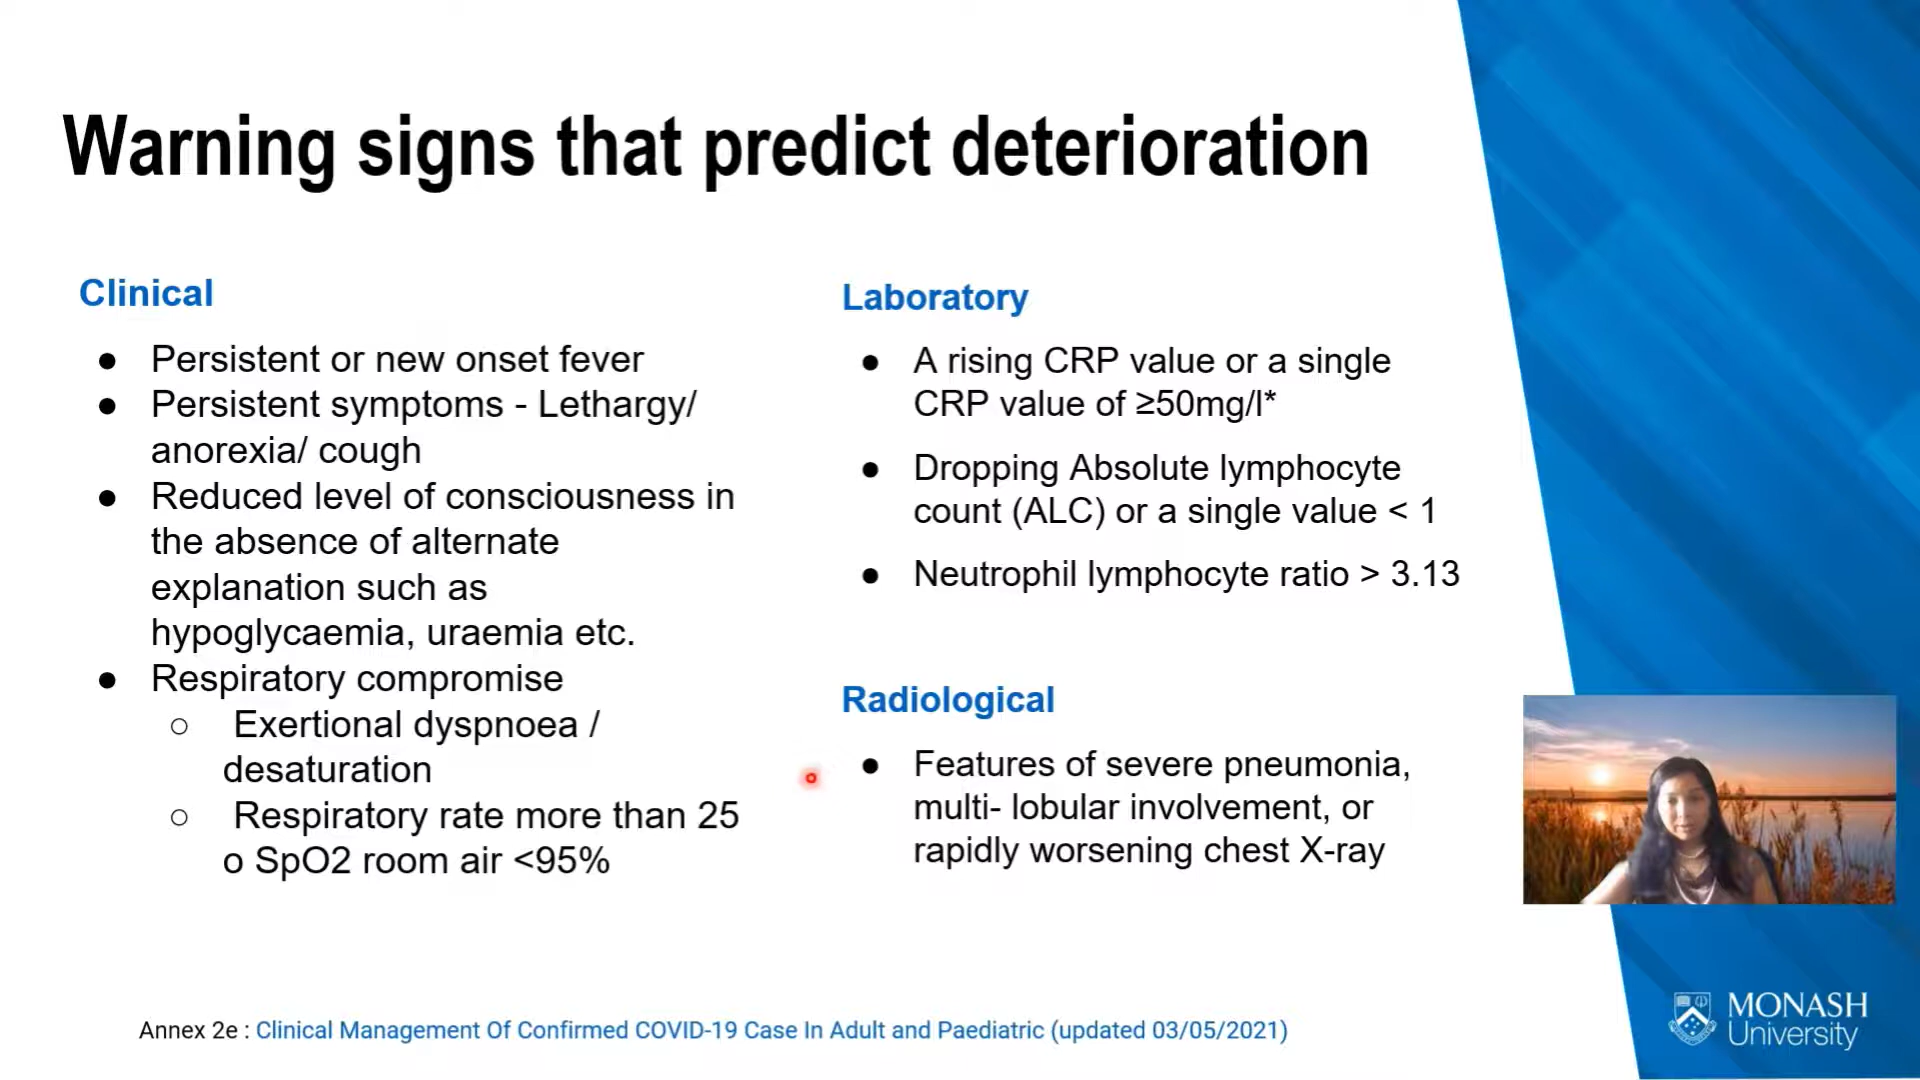 Warning signs that predict deterioration
Clinical
● Persistent or new onset fever
● Persistent symptoms - Lethargy/
anorexia/ cough
● Reduced level of consciousness in
the absence of alternate
explanation such as
hypoglycaemia, uraemia etc.
● Respiratory compromise
○ Exertional dyspnoea /
desaturation
○ Respiratory rate more than 25
o SpO2 room air <95%
Laboratory
● A rising CRP value or a single
CRP value of ≥50mg/l*
● Dropping Absolute lymphocyte
count (ALC) or a single value < 1
● Neutrophil lymphocyte ratio > 3.13
Radiological
● Features of severe pneumonia,
multi- lobular involvement, or
rapidly worsening chest X-ray
Annex 2e : Clinical Management Of Confirmed COVID-19 Case In Adult and Paediatric (updated 03/05/2021)
MONASH
University